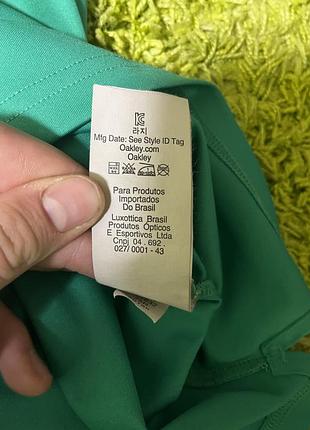 라지
Mfg Date: See Style ID Tag
Oakley.com
Oakley
Para Produtos
Importados
Do Brasil
Luxottica Brasil
Produtos Ópticos
E Esportivos Ltda
Cnpj 04 . 692 .
027/ 0001 - 43